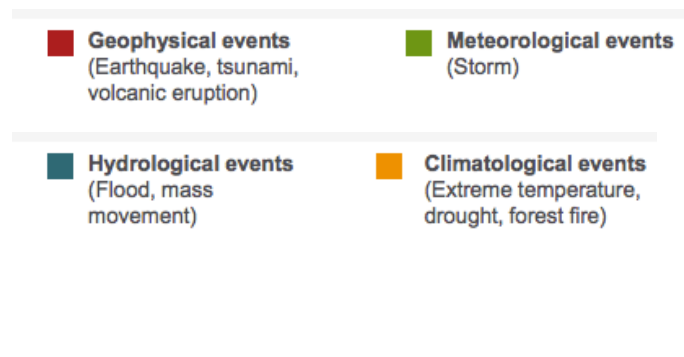 Geophysical events
(Earthquake, tsunami,
volcanic eruption)
Meteorological events
(Storm)
Hydrological events
(Flood, mass
movement)
Climatological events
(Extreme temperature,
drought, forest fire)